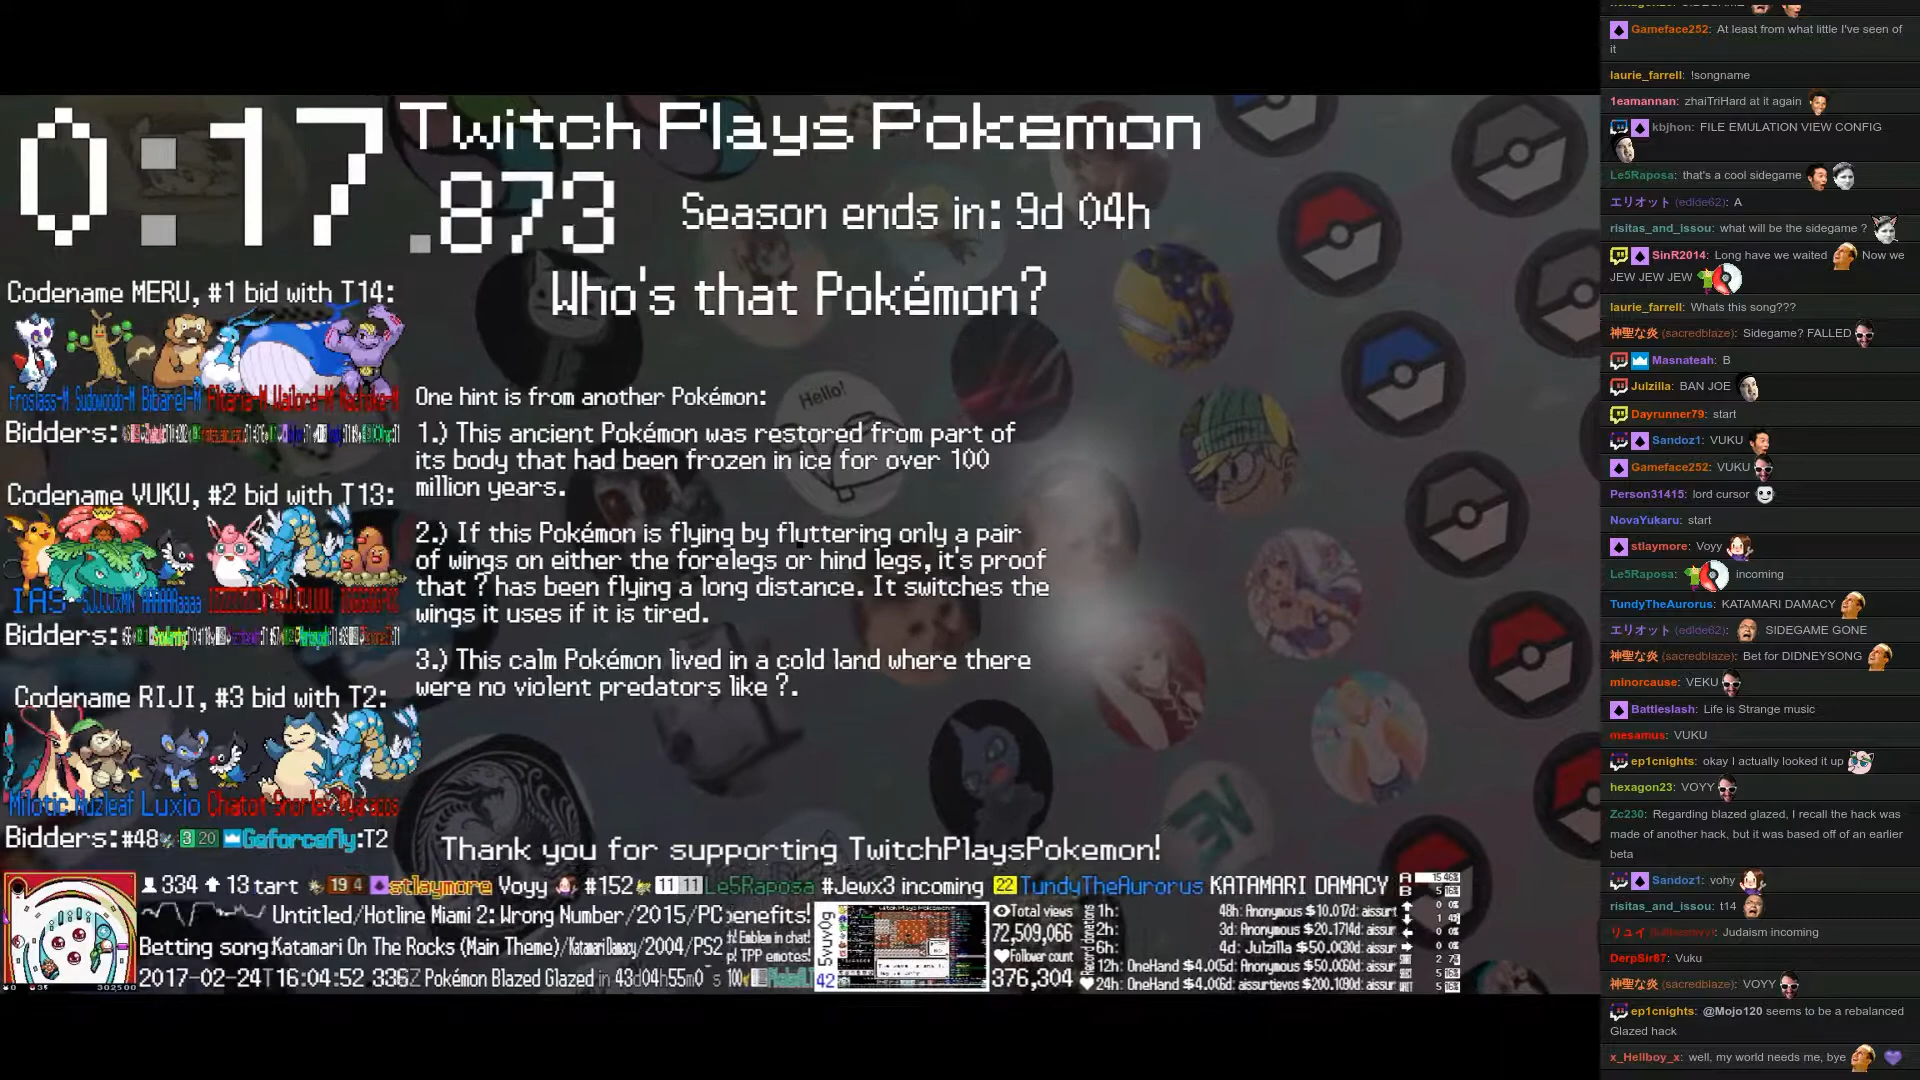 0:17.873
Twitch Plays Pokemon
Season ends in: 9d 04h
Who's that Pokémon?
Codename MERU, #1 bid with T14:
Froslass-M Sudowoodo-M Bibarel-M Altaria-M Wailord-M Machoke-M
Bidders:
Codename VUKU, #2 bid with T13:
Bidders:
Codename RIJI, #3 bid with T2:
Milotic Nuzleaf Luxio Chatot Snorlax Gyarados
Bidders:#48 3 20 Geforcefly:T2
One hint is from another Pokémon:
1.) This ancient Pokémon was restored from part of
its body that had been frozen in ice for over 100
million years.
2.) If this Pokémon is flying by fluttering only a pair
of wings on either the forelegs or hind legs, it's proof
that ? has been flying a long distance. It switches the
wings it uses if it is tired.
3.) This calm Pokémon lived in a cold land where there
were no violent predators like ?.
Thank you for supporting TwitchPlaysPokemon!
334 13 tart 19 4 stlaymore Voyy #152 11 11 Le5Raposa #Jewx3 incoming 22 TundyTheAurorus KATAMARI DAMACY
Untitled/Hotline Miami 2: Wrong Number/2015/PC
Betting song Katamari On The Rocks (Main Theme)/Katamari Damacy/2004/PS2
2017-02-24T16:04:52.336Z Pokémon Blazed Glazed in 43d04h55m0
benefits!
Emblem in chat!
TPP emotes!
5vuv0g
42
Total views
72,509,066
Follower count
376,304
1h:
2h:
6h:
12h: OneHand $4.00
24h: OneHand $4.00
48h: Anonymous $10.01
3d: Anonymous $20.17
4d: Julzilla $50.00
Gameface252: At least from what little I've seen of
it
laurie_farrell: !songname
1eamannan: zhaiTriHard at it again
kbjhon: FILE EMULATION VIEW CONFIG
Le5Raposa: that's a cool sidegame
エリオット (edlde62): A
risitas_and_issou: what will be the sidegame ?
SinR2014: Long have we waited Now we
JEW JEW JEW
laurie_farrell: Whats this song???
神聖な炎 (sacredblaze): Sidegame? FALLED
Masnateah: B
Julzilla: BAN JOE
Dayrunner79: start
Sandoz1: VUKU
Gameface252: VUKU
Person31415: lord cursor
NovaYukaru: start
stlaymore: Voyy
Le5Raposa: incoming
TundyTheAurorus: KATAMARI DAMACY
エリオット (edlde62): SIDEGAME GONE
神聖な炎 (sacredblaze): Bet for DIDNEYSONG
minorcause: VEKU
Battleslash: Life is Strange music
mesamus: VUKU
ep1cnights: okay I actually looked it up
hexagon23: VOYY
Zc230: Regarding blazed glazed, I recall the hack was
made of another hack, but it was based off of an earlier
beta
Sandoz1: vohy
risitas_and_issou: t14
リュイ: Judaism incoming
DerpSir87: Vuku
神聖な炎 (sacredblaze): VOYY
ep1cnights: @Mojo120 seems to be a rebalanced
Glazed hack
x_Hellboy_x: well, my world needs me, bye